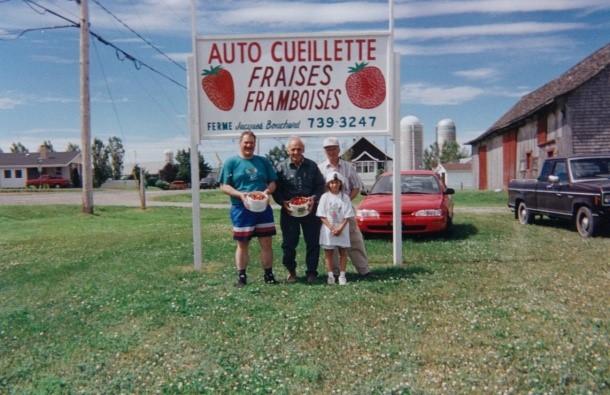 AUTO CUEILLETTE
FRAISES
FRAMBOISES
FERME Jacques Bouchard 739-3247